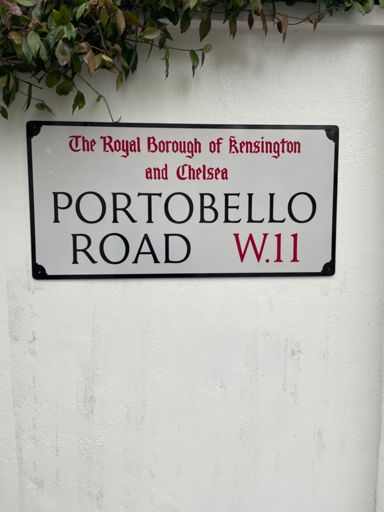 The Royal Borough of Kensington
and Chelsea
PORTOBELLO
ROAD W.11